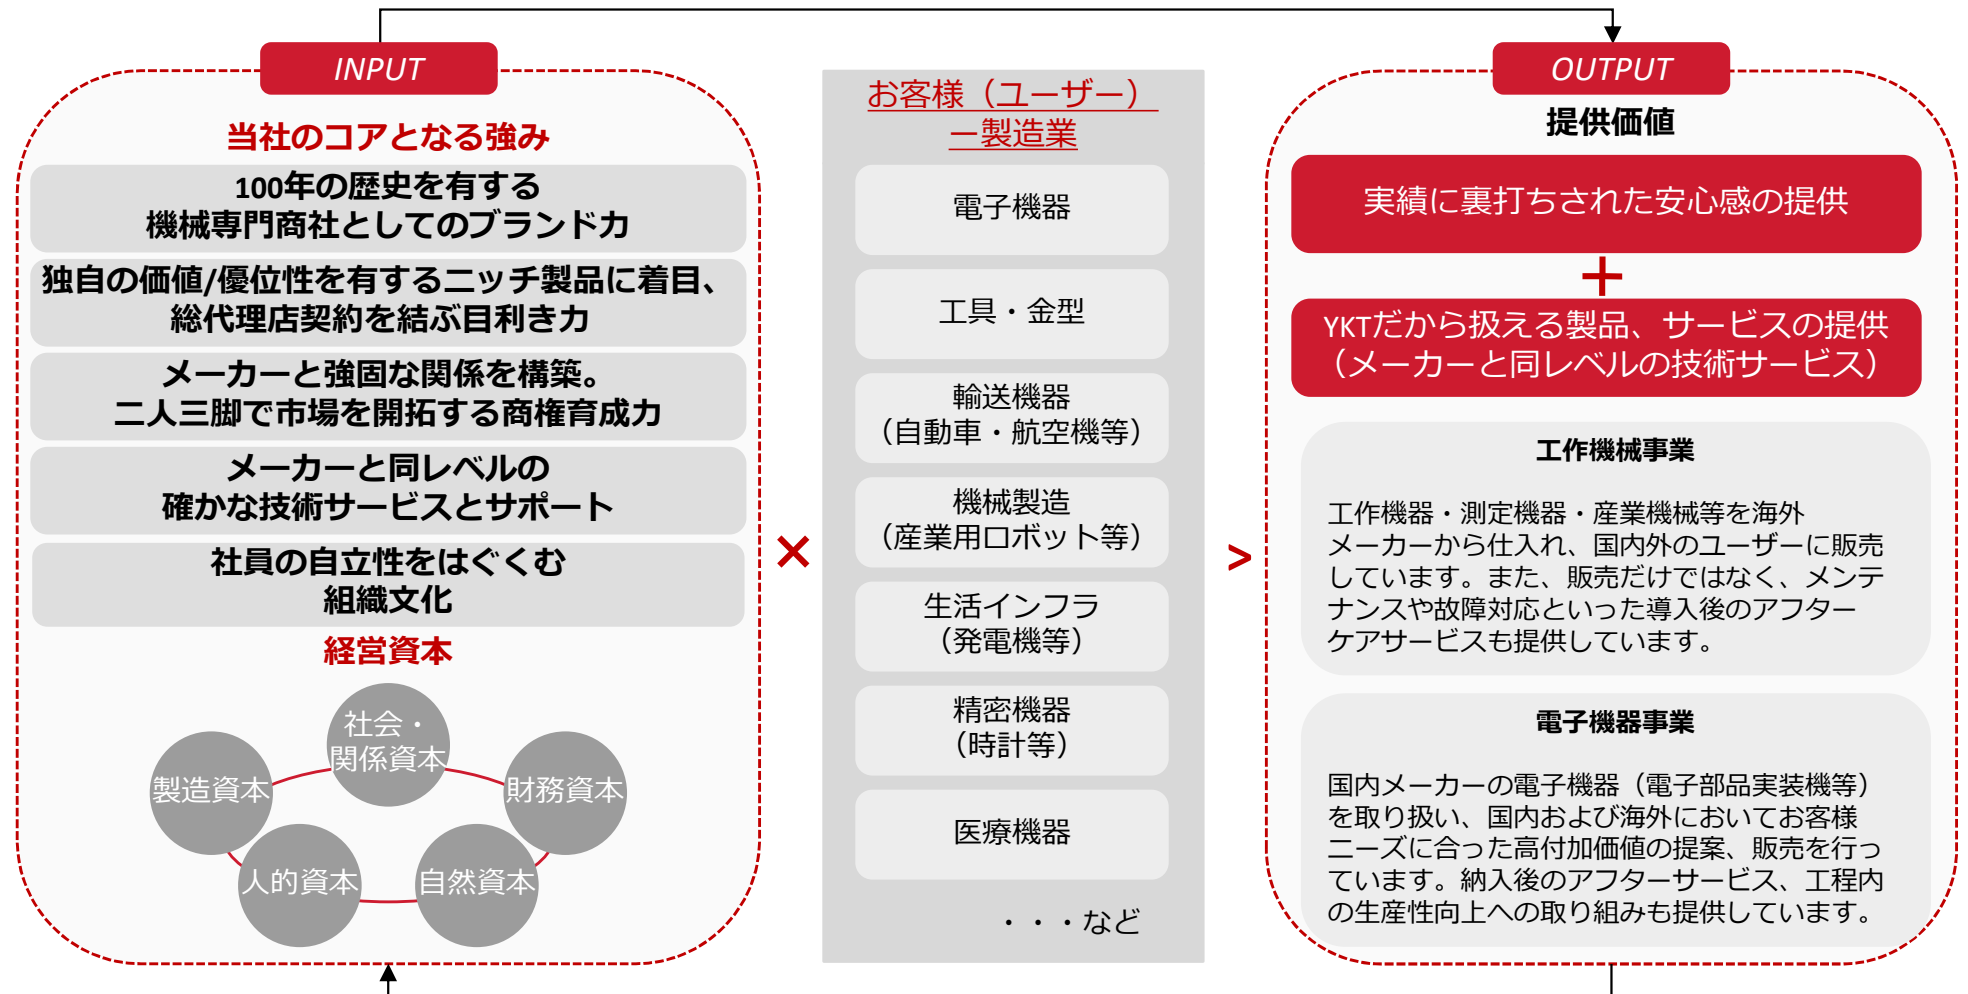 INPUT
当社のコアとなる強み
100年の歴史を有する
機械専門商社としてのブランド力
独自の価値/優位性を有するニッチ製品に着目、
総代理店契約を結ぶ目利き力
メーカーと強固な関係を構築。
二人三脚で市場を開拓する商権育成力
メーカーと同レベルの
確かな技術サービスとサポート
社員の自立性をはぐくむ
組織文化
経営資本
社会・
関係資本
製造資本
財務資本
人的資本
自然資本
×
お客様（ユーザー）
ー製造業
電子機器
工具・金型
輸送機器
（自動車・航空機等）
機械製造
（産業用ロボット等）
生活インフラ
（発電機等）
精密機器
（時計等）
医療機器
・・・など
>
OUTPUT
提供価値
実績に裏打ちされた安心感の提供
＋
YKTだから扱える製品、サービスの提供
（メーカーと同レベルの技術サービス）
工作機械事業
工作機器・測定機器・産業機械等を海外
メーカーから仕入れ、国内外のユーザーに販売
しています。また、販売だけではなく、メンテ
ナンスや故障対応といった導入後のアフター
ケアサービスも提供しています。
電子機器事業
国内メーカーの電子機器（電子部品実装機等）
を取り扱い、国内および海外においてお客様
ニーズに合った高付加価値の提案、販売を行っ
ています。納入後のアフターサービス、工程内
の生産性向上への取り組みも提供しています。